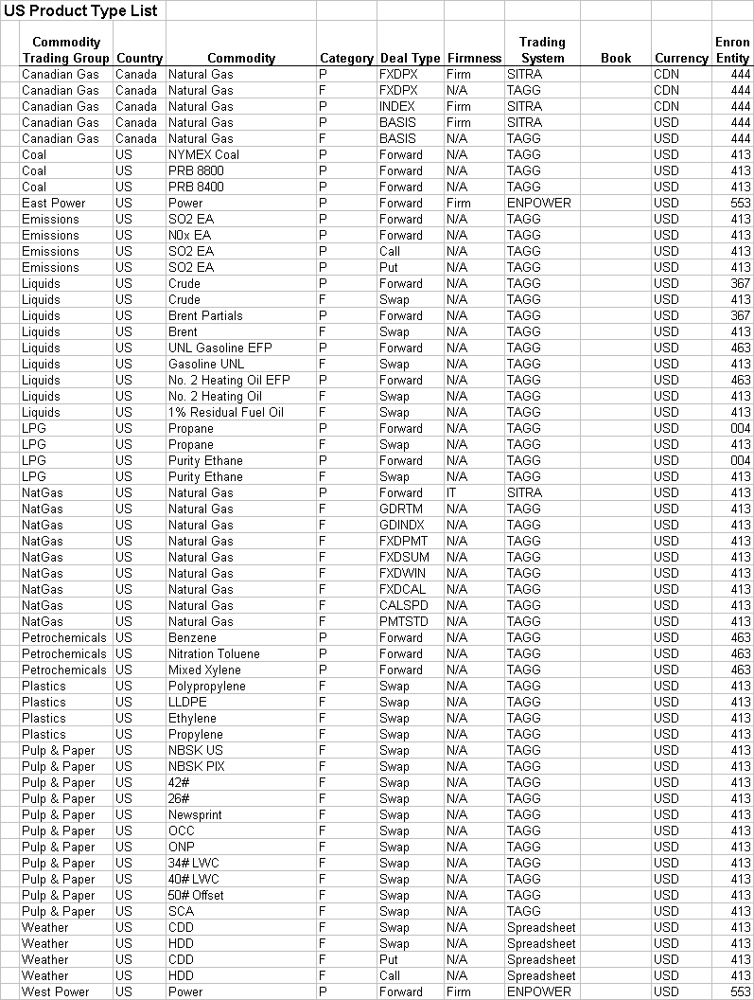 US Product Type List
Commodity Trading Group Country Commodity Category Deal Type Firmness Trading System Book Currency Enron Entity
Canadian Gas Canada Natural Gas P FXDPX Firm SITRA CDN 444
Canadian Gas Canada Natural Gas F FXDPX N/A TAGG CDN 444
Canadian Gas Canada Natural Gas P INDEX Firm SITRA CDN 444
Canadian Gas Canada Natural Gas P BASIS Firm SITRA USD 444
Canadian Gas Canada Natural Gas F BASIS N/A TAGG USD 444
Coal US NYMEX Coal P Forward N/A TAGG USD 413
Coal US PRB 8800 P Forward N/A TAGG USD 413
Coal US PRB 8400 P Forward N/A TAGG USD 413
East Power US Power P Forward Firm ENPOWER USD 553
Emissions US SO2 EA P Forward N/A TAGG USD 413
Emissions US N0x EA P Forward N/A TAGG USD 413
Emissions US SO2 EA P Call N/A TAGG USD 413
Emissions US SO2 EA P Put N/A TAGG USD 413
Liquids US Crude P Forward N/A TAGG USD 367
Liquids US Crude F Swap N/A TAGG USD 413
Liquids US Brent Partials P Forward N/A TAGG USD 367
Liquids US Brent F Swap N/A TAGG USD 413
Liquids US UNL Gasoline EFP P Forward N/A TAGG USD 463
Liquids US Gasoline UNL F Swap N/A TAGG USD 413
Liquids US No. 2 Heating Oil EFP P Forward N/A TAGG USD 463
Liquids US No. 2 Heating Oil F Swap N/A TAGG USD 413
Liquids US 1% Residual Fuel Oil F Swap N/A TAGG USD 413
LPG US Propane P Forward N/A TAGG USD 004
LPG US Propane F Swap N/A TAGG USD 413
LPG US Purity Ethane P Forward N/A TAGG USD 004
LPG US Purity Ethane F Swap N/A TAGG USD 413
NatGas US Natural Gas P Forward IT SITRA USD 413
NatGas US Natural Gas F GDRTM N/A TAGG USD 413
NatGas US Natural Gas F GDINDX N/A TAGG USD 413
NatGas US Natural Gas F FXDPMT N/A TAGG USD 413
NatGas US Natural Gas F FXDSUM N/A TAGG USD 413
NatGas US Natural Gas F FXDWIN N/A TAGG USD 413
NatGas US Natural Gas F FXDCAL N/A TAGG USD 413
NatGas US Natural Gas F CALSPD N/A TAGG USD 413
NatGas US Natural Gas F PMTSTD N/A TAGG USD 413
Petrochemicals US Benzene P Forward N/A TAGG USD 463
Petrochemicals US Nitration Toluene P Forward N/A TAGG USD 463
Petrochemicals US Mixed Xylene P Forward N/A TAGG USD 463
Plastics US Polypropylene F Swap N/A TAGG USD 413
Plastics US LLDPE F Swap N/A TAGG USD 413
Plastics US Ethylene F Swap N/A TAGG USD 413
Plastics US Propylene F Swap N/A TAGG USD 413
Pulp & Paper US NBSK US F Swap N/A TAGG USD 413
Pulp & Paper US NBSK PIX F Swap N/A TAGG USD 413
Pulp & Paper US 42# F Swap N/A TAGG USD 413
Pulp & Paper US 26# F Swap N/A TAGG USD 413
Pulp & Paper US Newsprint F Swap N/A TAGG USD 413
Pulp & Paper US OCC F Swap N/A TAGG USD 413
Pulp & Paper US ONP F Swap N/A TAGG USD 413
Pulp & Paper US 34# LWC F Swap N/A TAGG USD 413
Pulp & Paper US 40# LWC F Swap N/A TAGG USD 413
Pulp & Paper US 50# Offset F Swap N/A TAGG USD 413
Pulp & Paper US SCA F Swap N/A TAGG USD 413
Weather US CDD F Swap N/A Spreadsheet USD 413
Weather US HDD F Swap N/A Spreadsheet USD 413
Weather US CDD F Put N/A Spreadsheet USD 413
Weather US HDD F Call N/A Spreadsheet USD 413
West Power US Power P Forward Firm ENPOWER USD 553